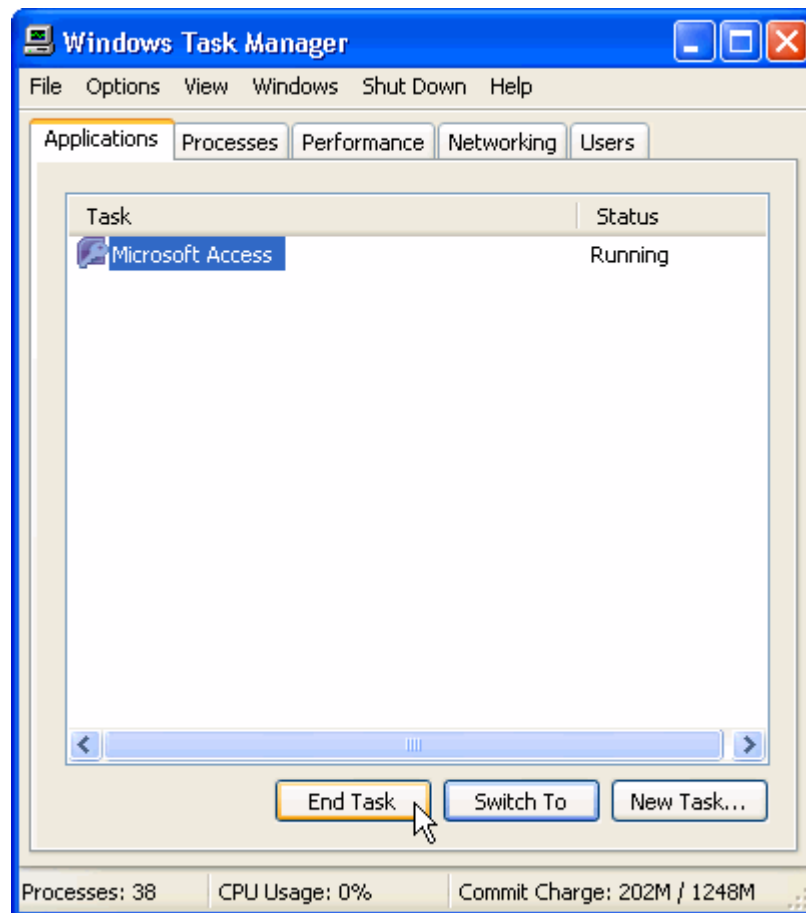 Windows Task Manager
File Options View Windows Shut Down Help
Applications Processes Performance Networking Users
Task Status
Microsoft Access Running
End Task Switch To New Task...
Processes: 38 CPU Usage: 0% Commit Charge: 202M / 1248M